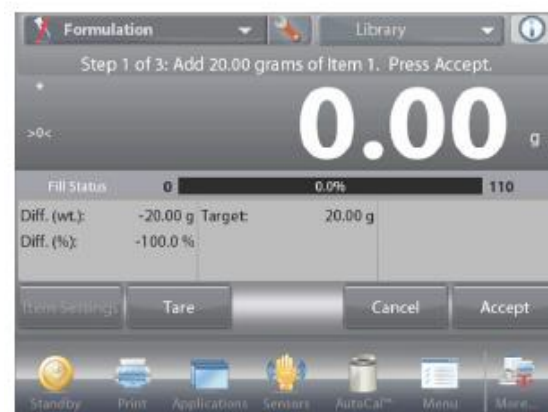 Formulation Library
Step 1 of 3: Add 20.00 grams of Item 1. Press Accept.
*
>0< 0.00 g
Fill Status 0 0.0% 110
Diff. (wt.): -20.00 g Target: 20.00 g
Diff. (%): -100.0 %
Item Settings Tare Cancel Accept
Standby Print Applications Sensors AutoCal™ Menu More..